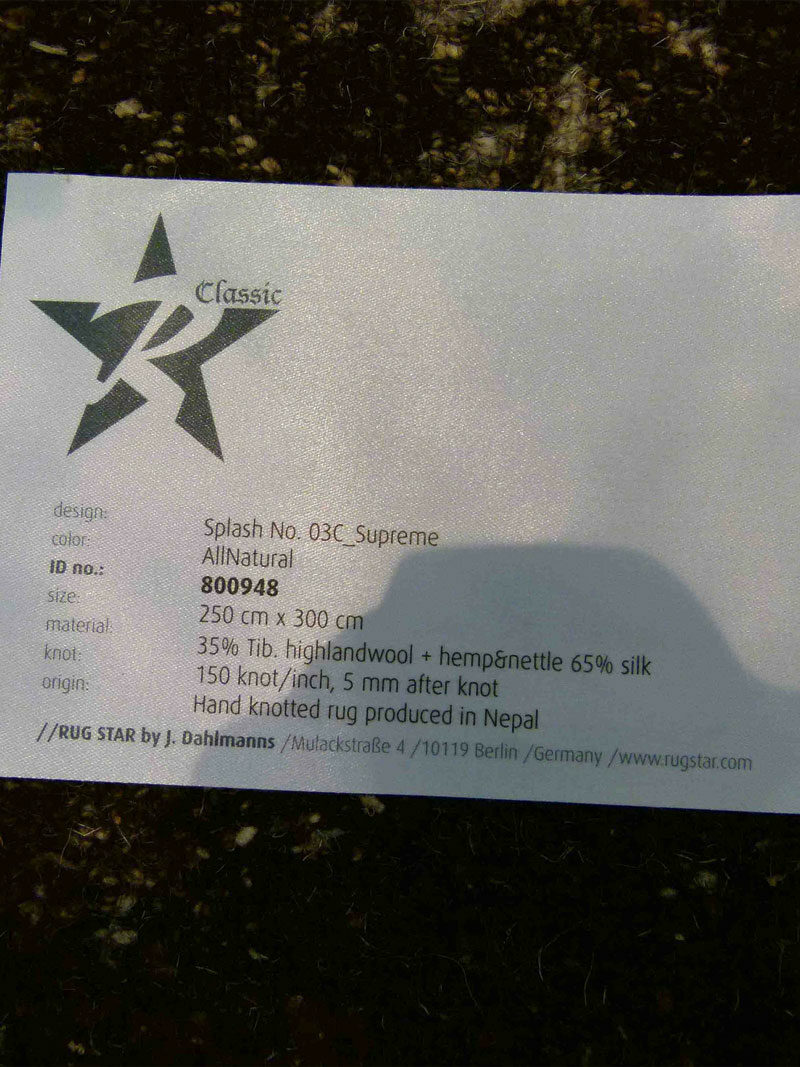 Classic
design: Splash No. 03C_Supreme
color: AllNatural
ID no.: 800948
size: 250 cm x 300 cm
material: 35% Tib. highlandwool + hemp&nettle 65% silk
knot: 150 knot/inch, 5 mm after knot
origin: Hand knotted rug produced in Nepal
//RUG STAR by J. Dahlmanns /Mulackstraße 4 /10119 Berlin /Germany /www.rugstar.com